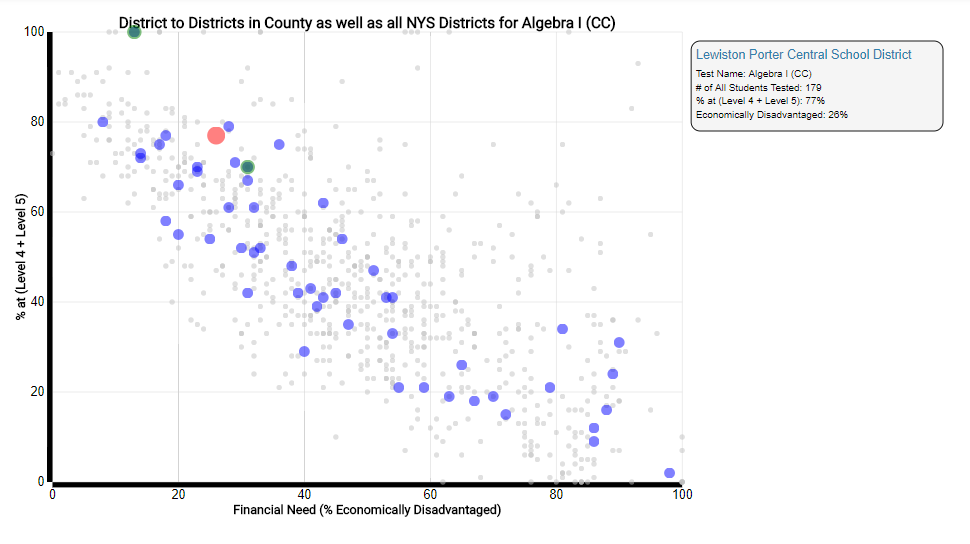 District to Districts in County as well as all NYS Districts for Algebra I (CC)
Lewiston Porter Central School District
Test Name: Algebra I (CC)
# of All Students Tested: 179
% at (Level 4 + Level 5): 77%
Economically Disadvantaged: 26%
% at (Level 4 + Level 5)
100
80
60
40
20
0
0 20 40 60 80 100
Financial Need (% Economically Disadvantaged)